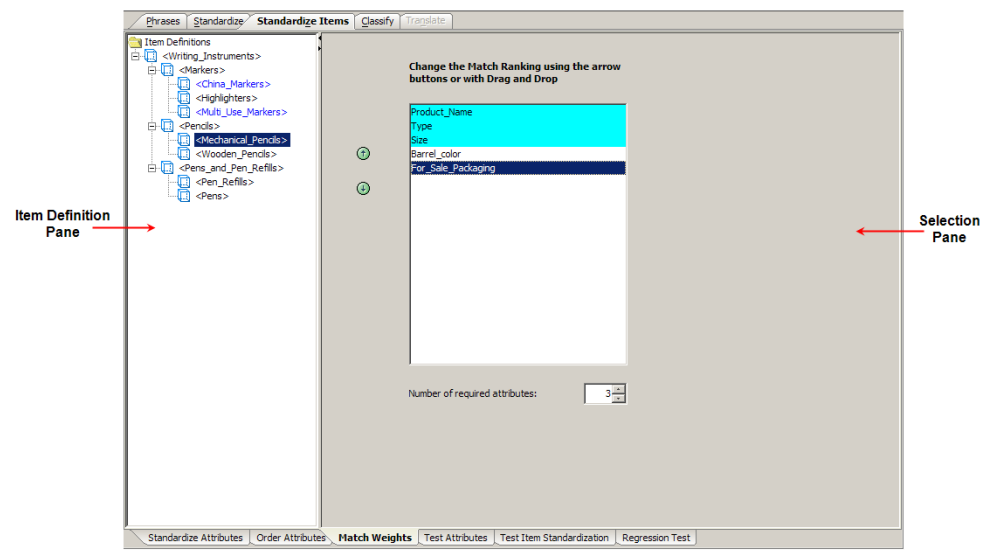 Phrases Standardize Standardize Items Classify Translate
Item Definitions
<Writing_Instruments>
<Markers>
<China_Markers>
<Highlighters>
<Multi_Use_Markers>
<Pencils>
<Mechanical_Pencils>
<Wooden_Pencils>
<Pens_and_Pen_Refills>
<Pen_Refills>
<Pens>
Item Definition
Pane
Change the Match Ranking using the arrow
buttons or with Drag and Drop
Product_Name
Type
Size
Barrel_color
For_Sale_Packaging
Number of required attributes: 3
Selection
Pane
Standardize Attributes Order Attributes Match Weights Test Attributes Test Item Standardization Regression Test